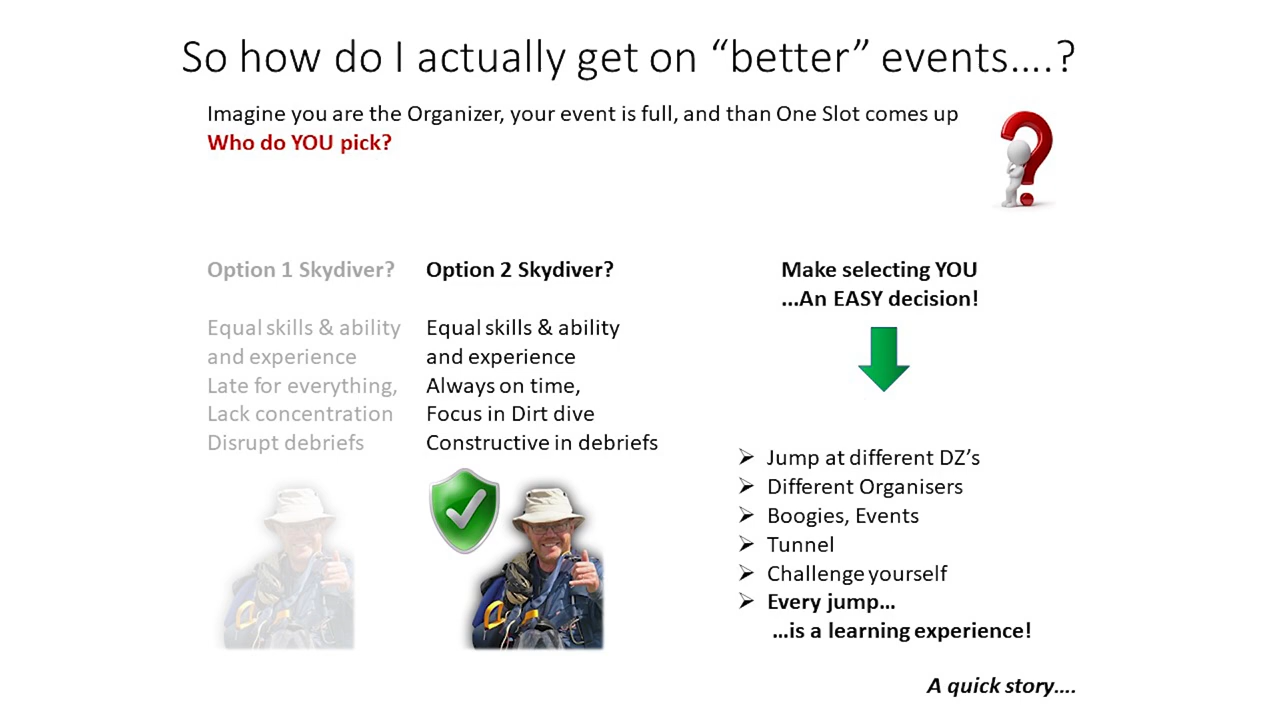 So how do I actually get on “better” events….?
Imagine you are the Organizer, your event is full, and than One Slot comes up
Who do YOU pick?
Option 1 Skydiver?
Equal skills & ability
and experience
Late for everything,
Lack concentration
Disrupt debriefs
Option 2 Skydiver?
Equal skills & ability
and experience
Always on time,
Focus in Dirt dive
Constructive in debriefs
Make selecting YOU
...An EASY decision!
Jump at different DZ’s
Different Organisers
Boogies, Events
Tunnel
Challenge yourself
Every jump…
…is a learning experience!
A quick story….